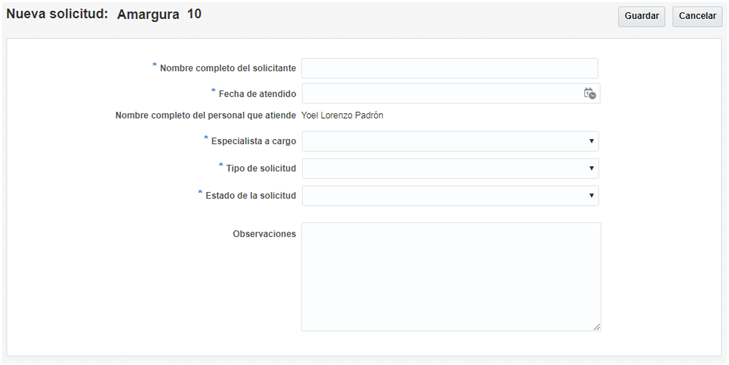 Nueva solicitud: Amargura 10 Guardar Cancelar
* Nombre completo del solicitante
* Fecha de atendido
Nombre completo del personal que atiende Yoel Lorenzo Padrón
* Especialista a cargo
* Tipo de solicitud
* Estado de la solicitud
Observaciones